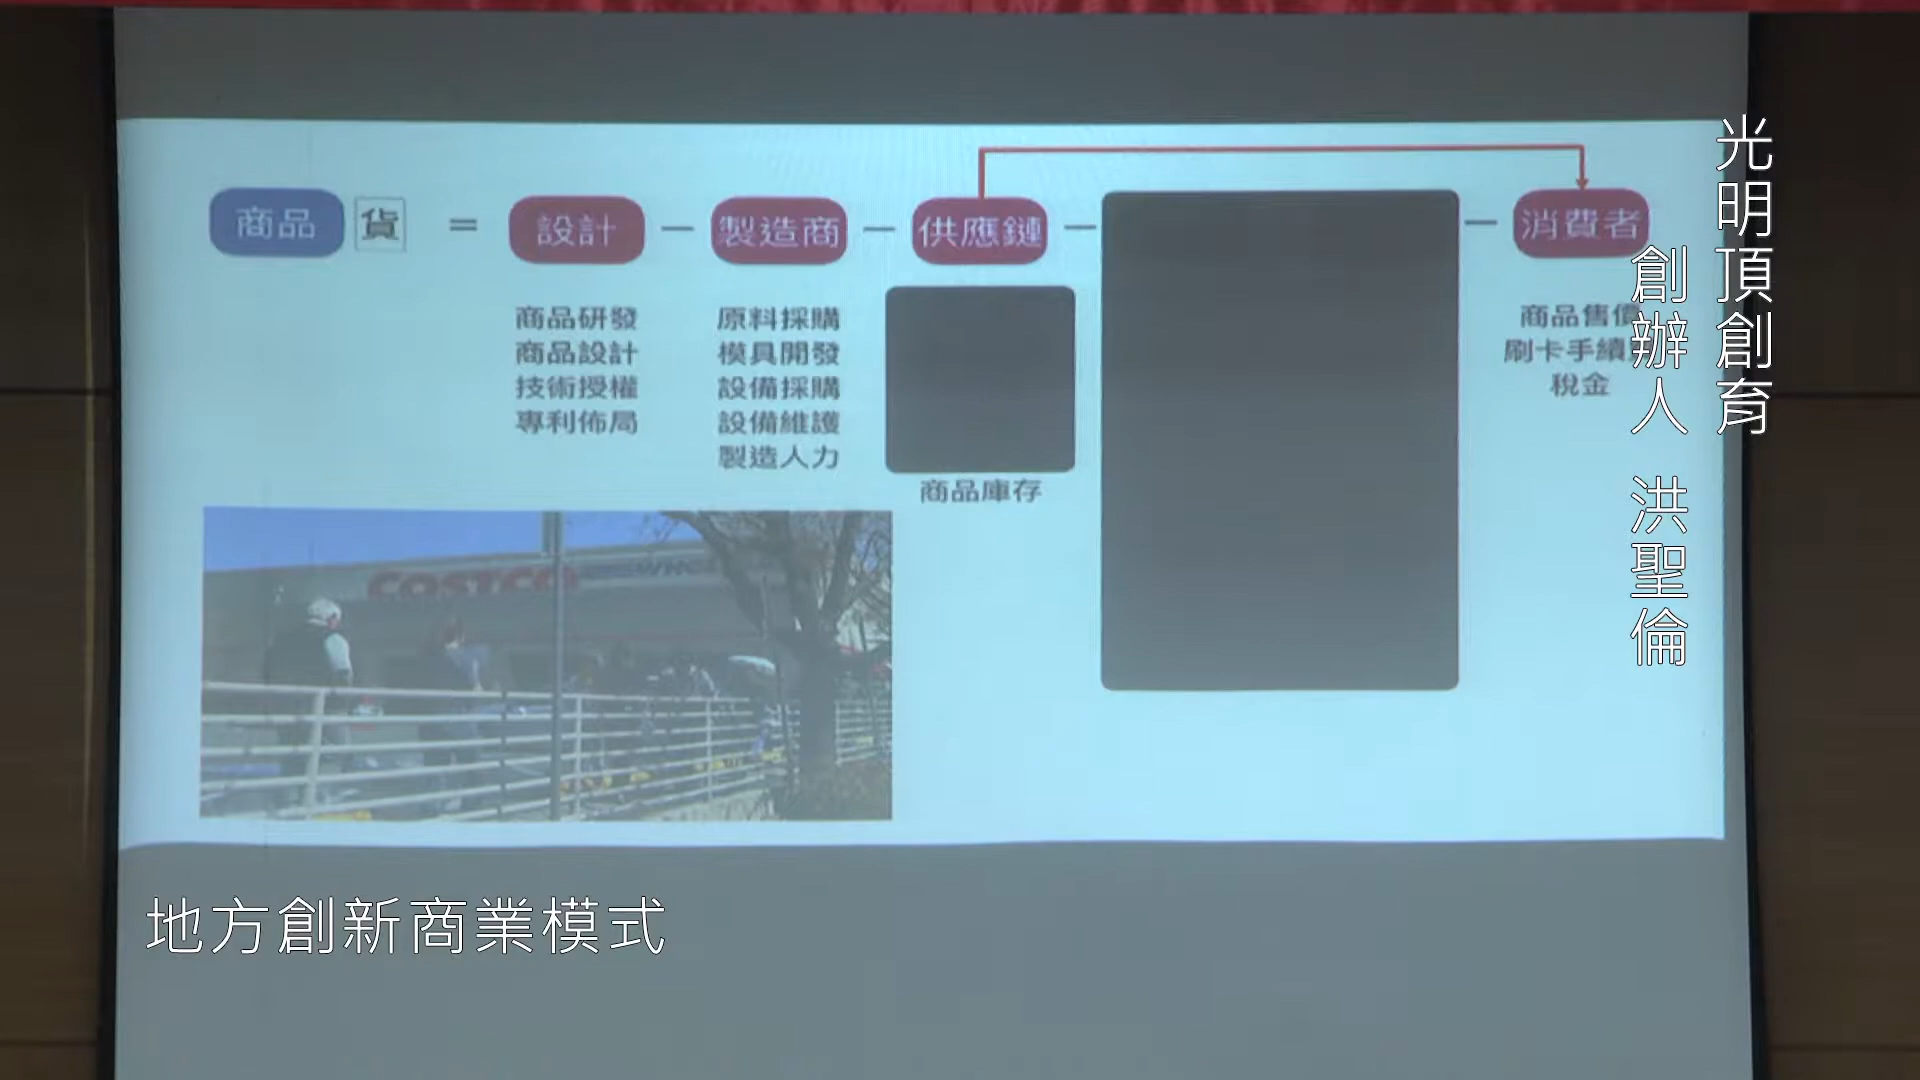 商品 貨 = 設計 — 製造商 — 供應鏈 — — 消費者
商品研發
商品設計
技術授權
專利佈局
原料採購
模具開發
設備採購
設備維護
製造人力
商品庫存
商品售價
刷卡手續
稅金
COSTCO
光明頂創育
創辦人 洪聖倫
地方創新商業模式